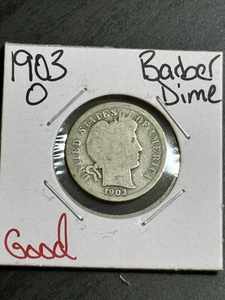 1903 Barber
O Dime
UNITED STATES OF AMERICA
1903
Good